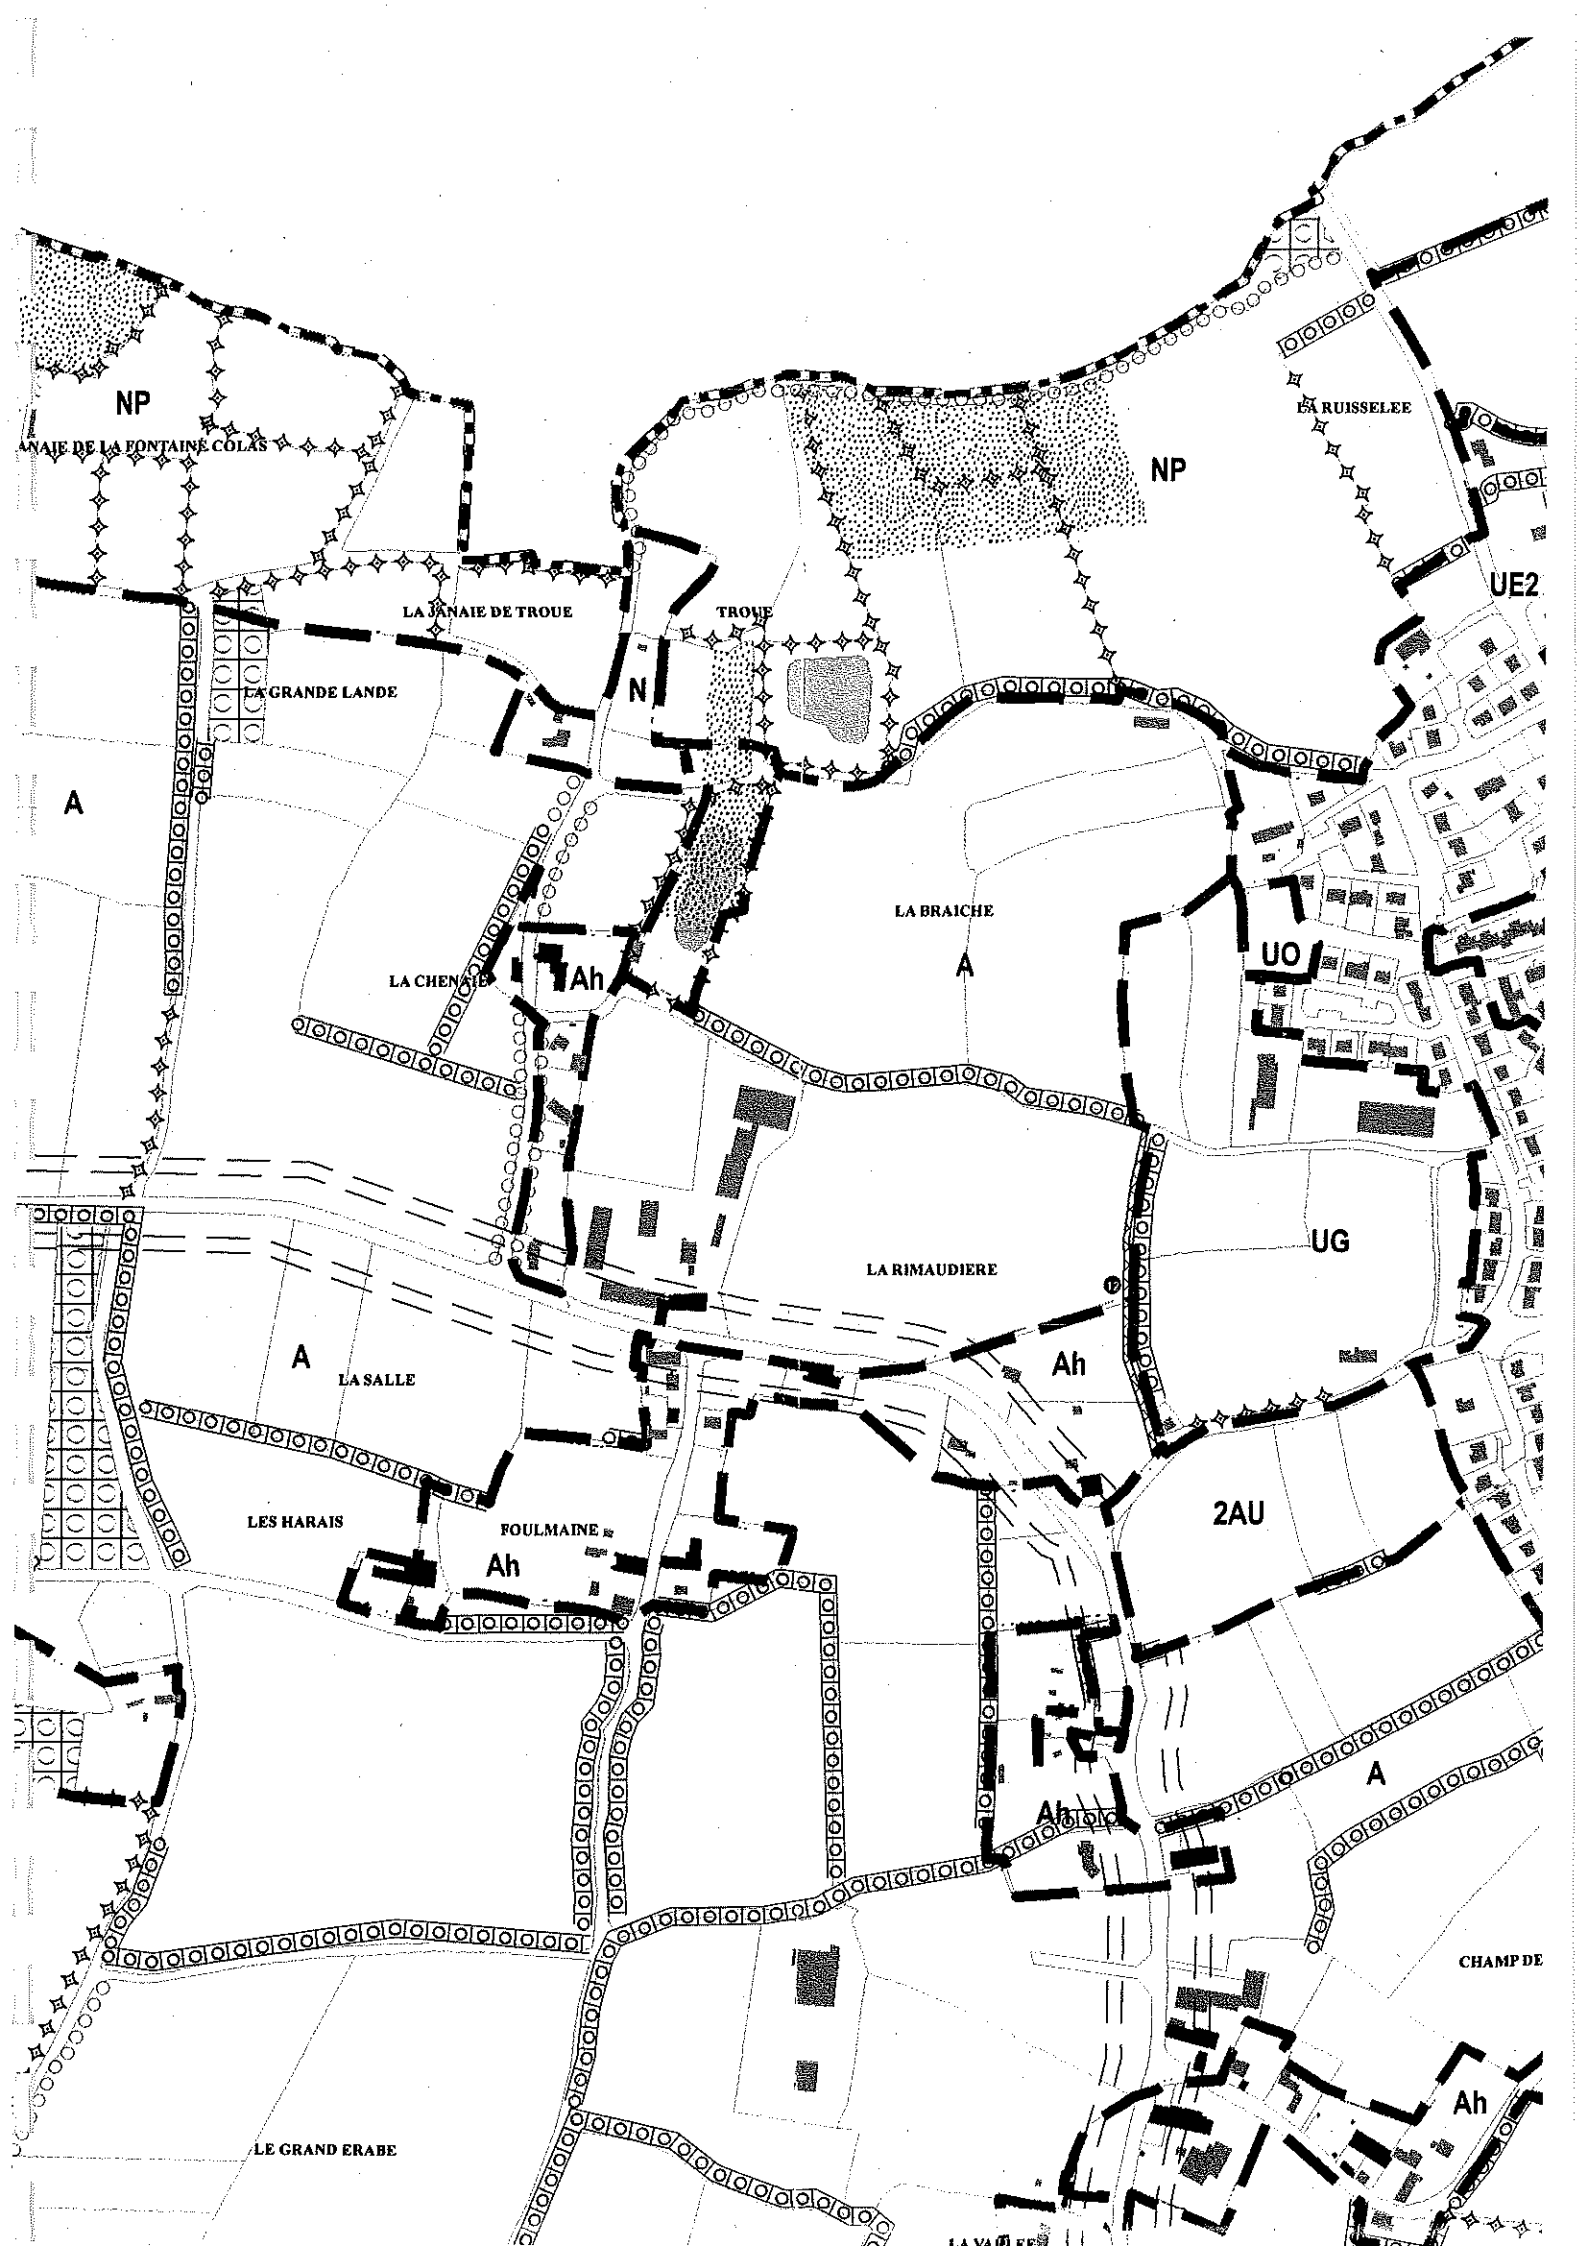 NP
ANAIE DE LA FONTAINE COLAS
LA RUISSELEE
NP
UE2
LA JANAIE DE TROUE
TROUE
LA GRANDE LANDE
N
A
LA BRAICHE
A
UO
LA CHENAIE
Ah
UG
LA RIMAUDIERE
12
Ah
A
LA SALLE
2AU
LES HARAIS
FOULMAINE
Ah
A
Ah
CHAMP DE
Ah
LE GRAND ERABE
LA VALLEE